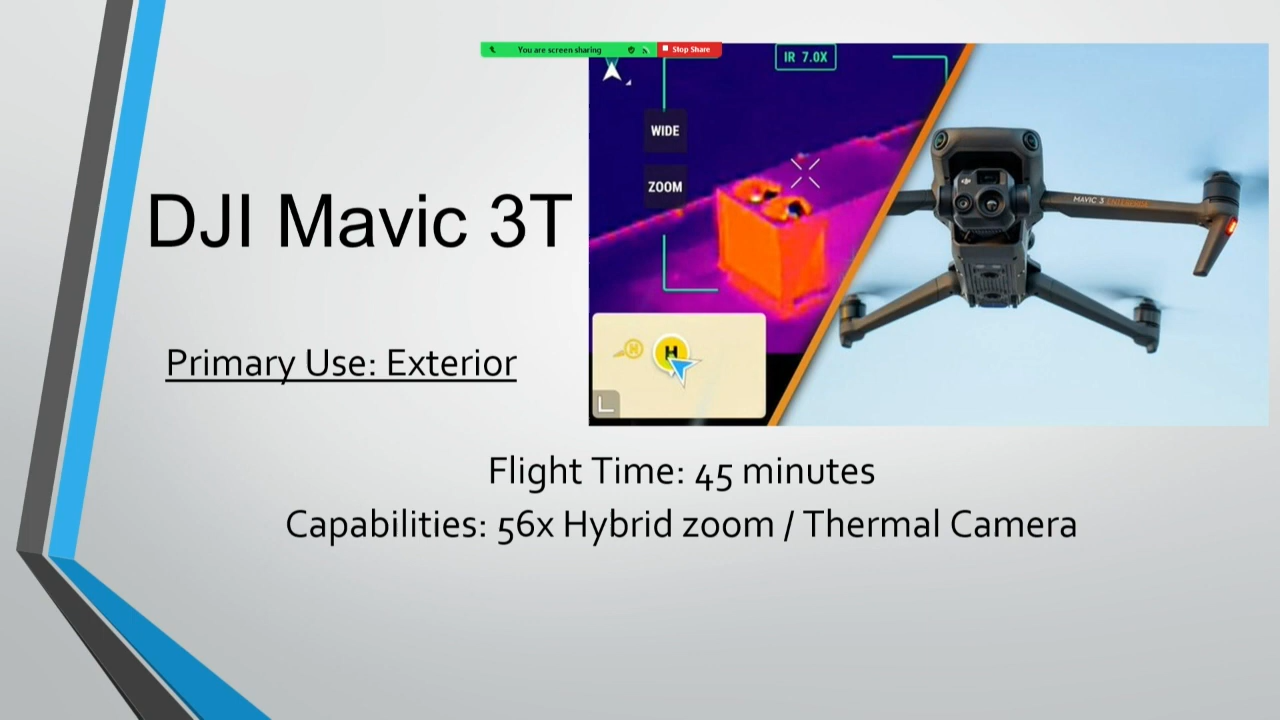 You are screen sharing
Stop Share
IR 7.0X
WIDE
ZOOM
MAVIC 3 ENTERPRISE
H
H
DJI Mavic 3T
Primary Use: Exterior
Flight Time: 45 minutes
Capabilities: 56x Hybrid zoom / Thermal Camera